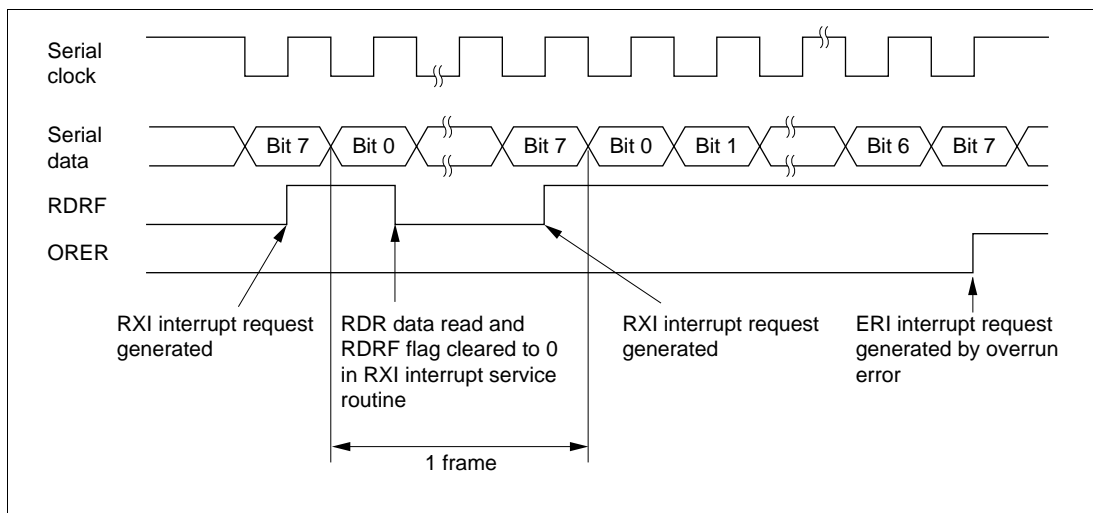 Serial
clock
Serial
data
Bit 7
Bit 0
Bit 7
Bit 0
Bit 1
Bit 6
Bit 7
RDRF
ORER
RXI interrupt request
generated
RDR data read and
RDRF flag cleared to 0
in RXI interrupt service
routine
RXI interrupt request
generated
ERI interrupt request
generated by overrun
error
1 frame